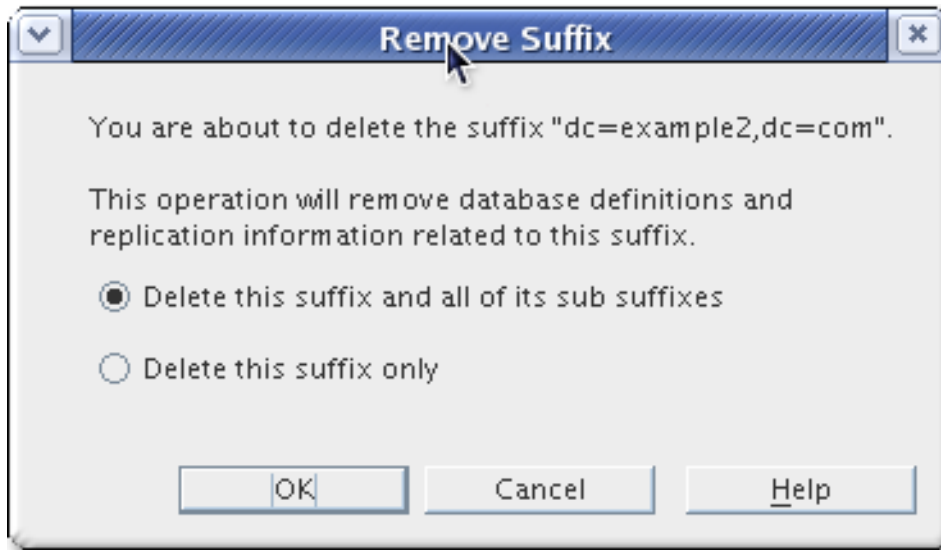 Remove Suffix
You are about to delete the suffix "dc=example2,dc=com".
This operation will remove database definitions and
replication information related to this suffix.
Delete this suffix and all of its sub suffixes
Delete this suffix only
OK
Cancel
Help